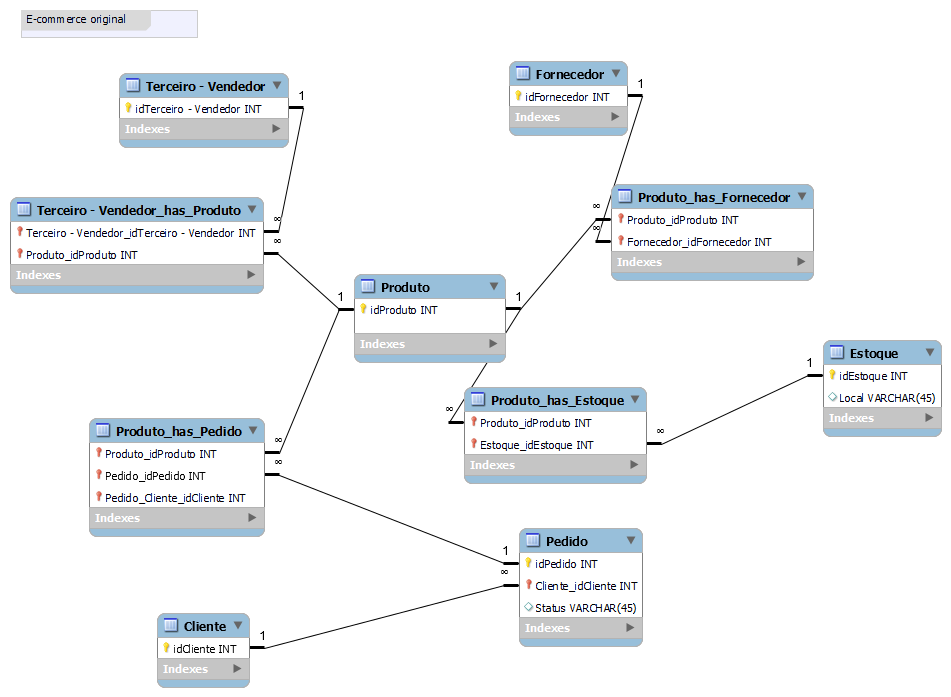 E-commerce original
Terceiro - Vendedor
1
idTerceiro - Vendedor INT
Indexes
Fornecedor
1
idFornecedor INT
Indexes
Terceiro - Vendedor_has_Produto
∞
Terceiro - Vendedor_idTerceiro - Vendedor INT
∞
Produto_idProduto INT
Indexes
Produto_has_Fornecedor
∞
Produto_idProduto INT
∞
Fornecedor_idFornecedor INT
Indexes
1
Produto
1
idProduto INT
Indexes
Estoque
1
idEstoque INT
Local VARCHAR(45)
Indexes
Produto_has_Estoque
∞
Produto_idProduto INT
∞
Estoque_idEstoque INT
Indexes
Produto_has_Pedido
∞
Produto_idProduto INT
∞
Pedido_idPedido INT
Pedido_Cliente_idCliente INT
Indexes
Pedido
1
idPedido INT
∞
Cliente_idCliente INT
Status VARCHAR(45)
Indexes
Cliente
1
idCliente INT
Indexes